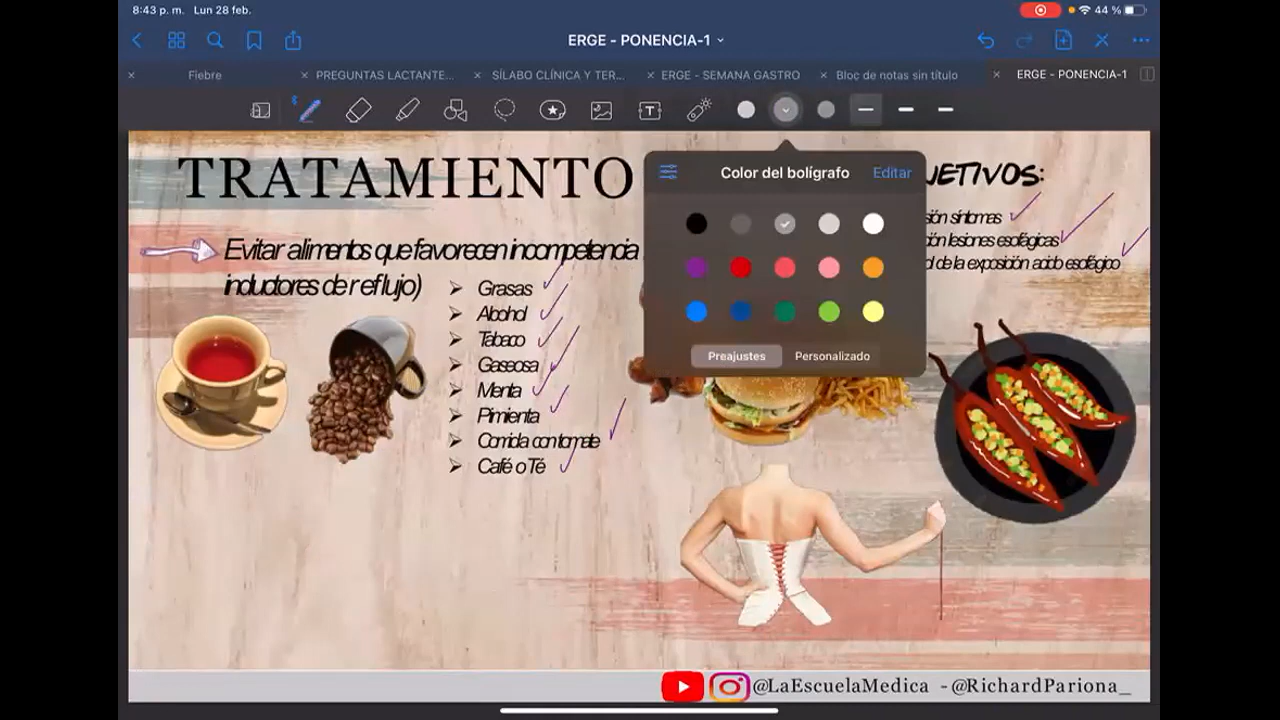 8:43 p. m. Lun 28 feb.
44 %
ERGE - PONENCIA-1
Fiebre
PREGUNTAS LACTANTE...
SÍLABO CLÍNICA Y TER...
ERGE - SEMANA GASTRO
Bloc de notas sin título
ERGE - PONENCIA-1
TRATAMIENTO
Color del bolígrafo
Editar
JETIVOS:
sión síntomas
ión lesiones esofágicas
l de la exposición acido esofágico
Evitar alimentos que favorecen incompetencia
inductores de reflujo)
Grasas
Alcohol
Tabaco
Gaseosa
Menta
Pimienta
Comida con tomate
Café o Té
Preajustes
Personalizado
@LaEscuelaMedica - @RichardPariona_